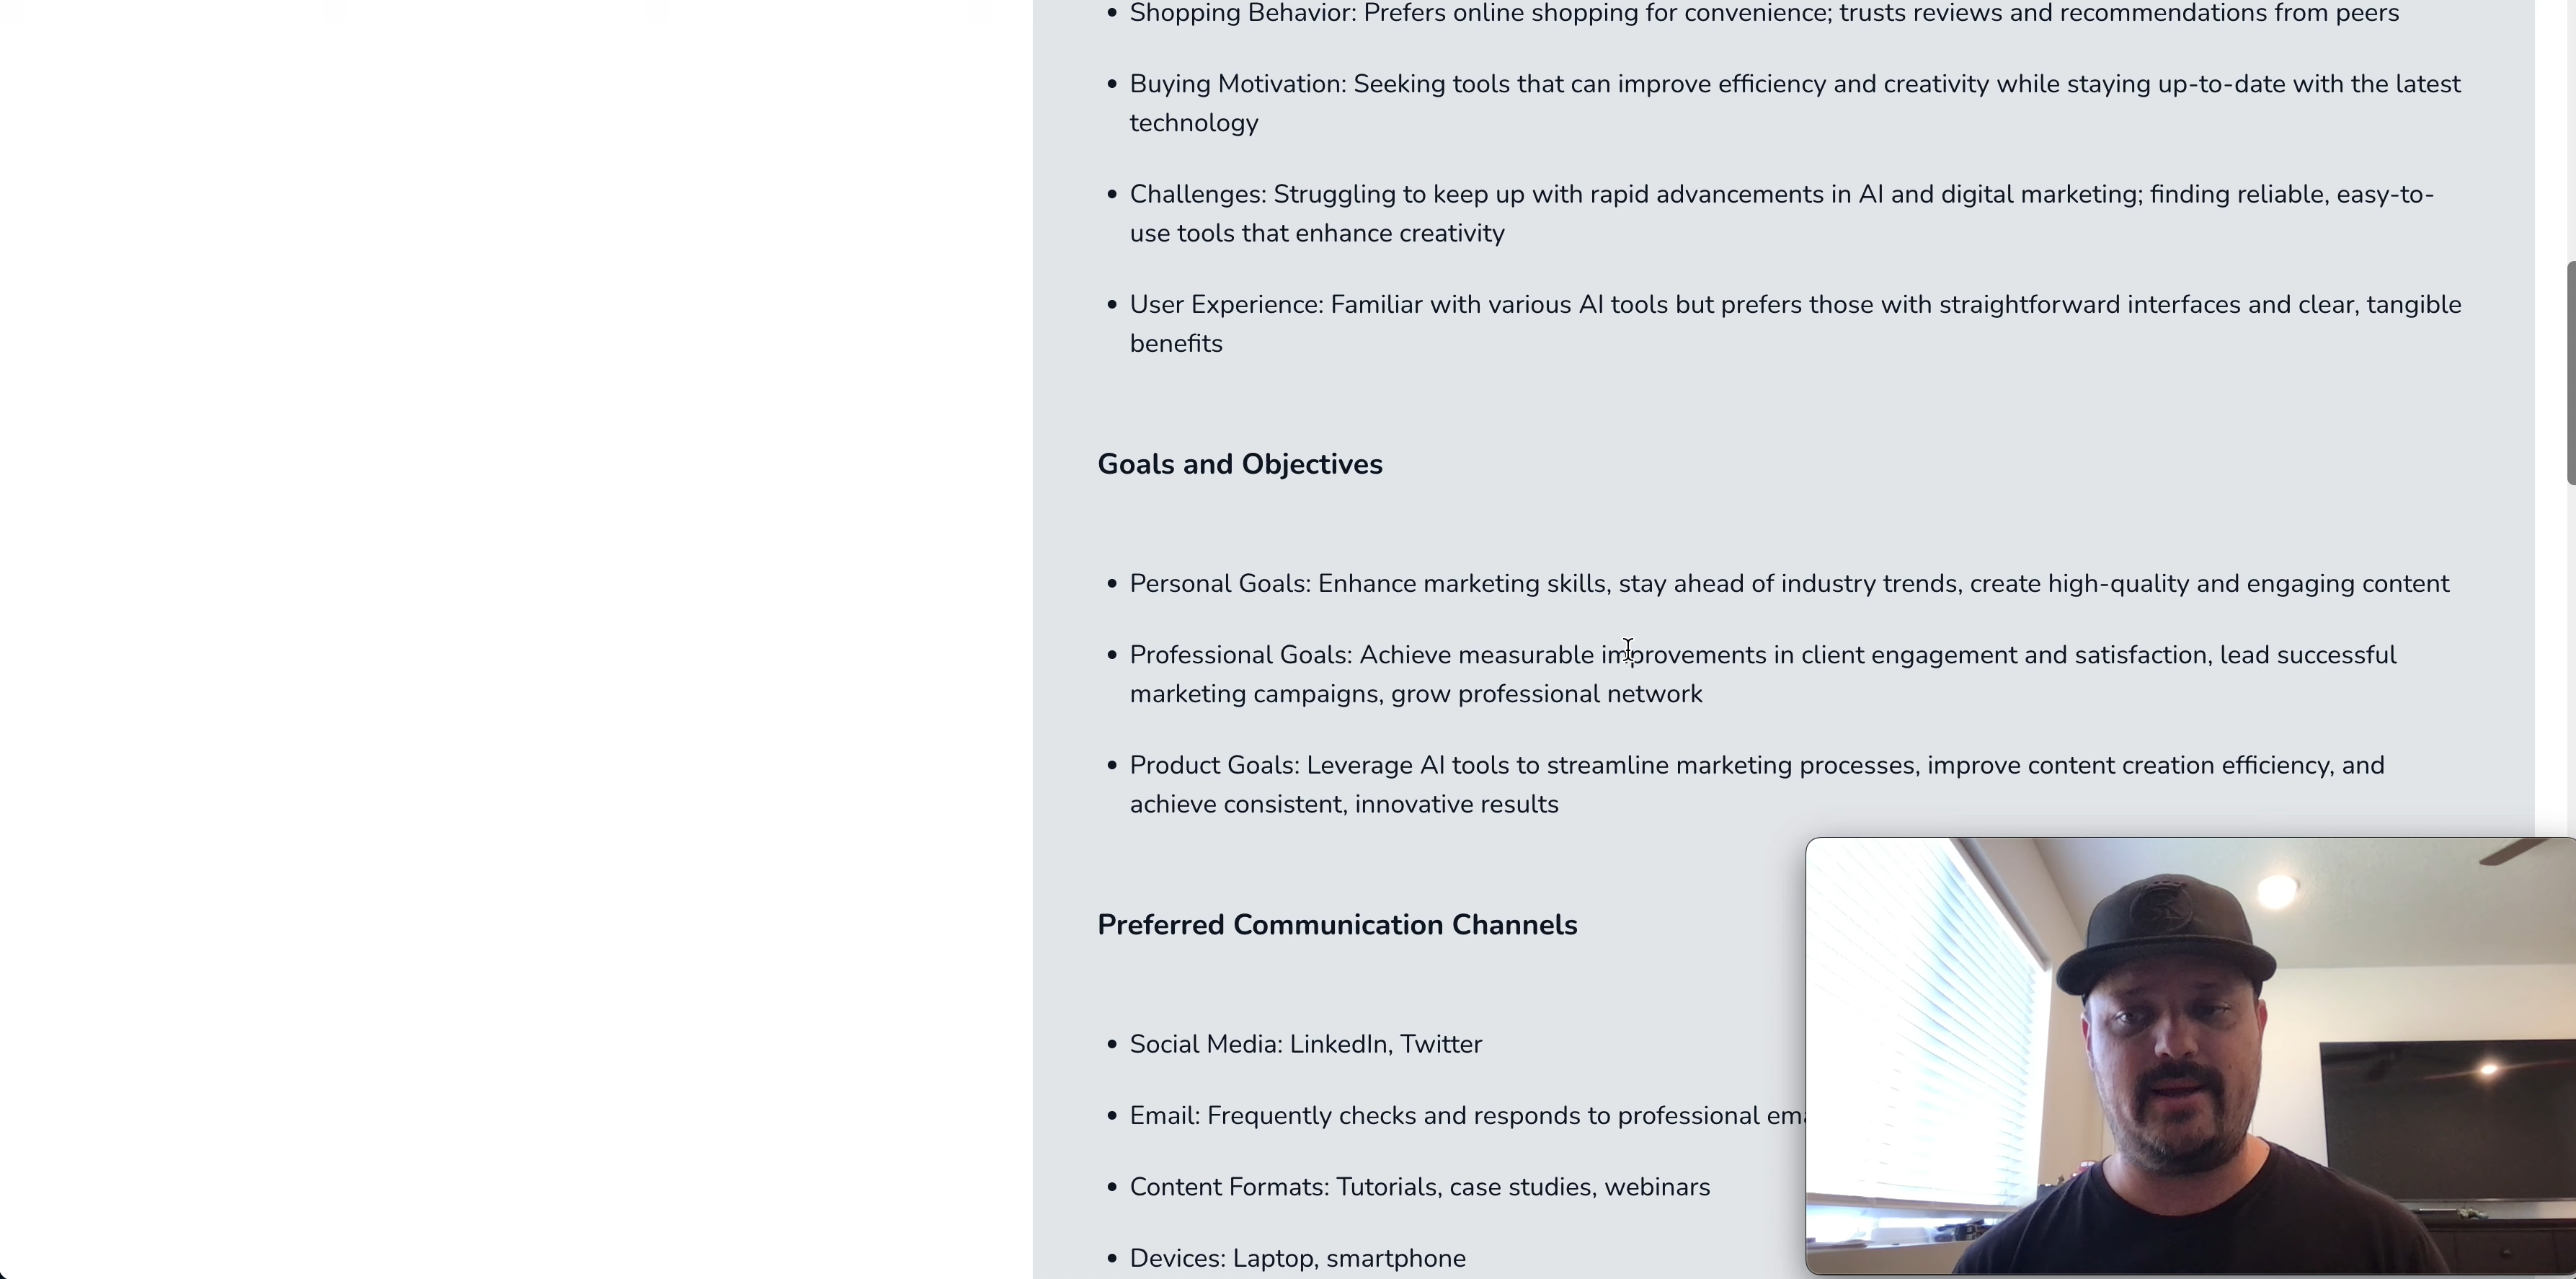 Shopping Behavior: Prefers online shopping for convenience; trusts reviews and recommendations from peers
Buying Motivation: Seeking tools that can improve efficiency and creativity while staying up-to-date with the latest
technology
Challenges: Struggling to keep up with rapid advancements in AI and digital marketing; finding reliable, easy-to-
use tools that enhance creativity
User Experience: Familiar with various AI tools but prefers those with straightforward interfaces and clear, tangible
benefits
Goals and Objectives
Personal Goals: Enhance marketing skills, stay ahead of industry trends, create high-quality and engaging content
Professional Goals: Achieve measurable improvements in client engagement and satisfaction, lead successful
marketing campaigns, grow professional network
Product Goals: Leverage AI tools to streamline marketing processes, improve content creation efficiency, and
achieve consistent, innovative results
Preferred Communication Channels
Social Media: LinkedIn, Twitter
Email: Frequently checks and responds to professional
Content Formats: Tutorials, case studies, webinars
Devices: Laptop, smartphone